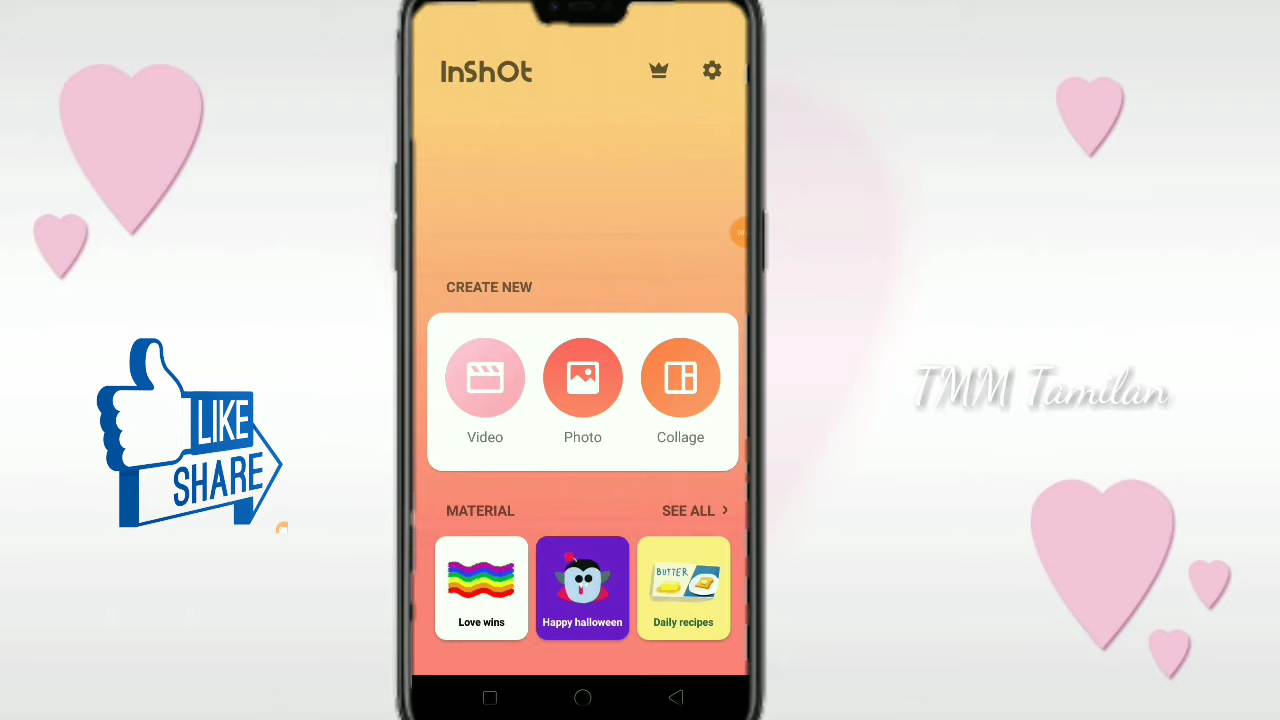 InShOt
CREATE NEW
Video
Photo
Collage
MATERIAL
SEE ALL >
BUTTER
Love wins
Happy halloween
Daily recipes
LIKE
SHARE
TMM Tamilan